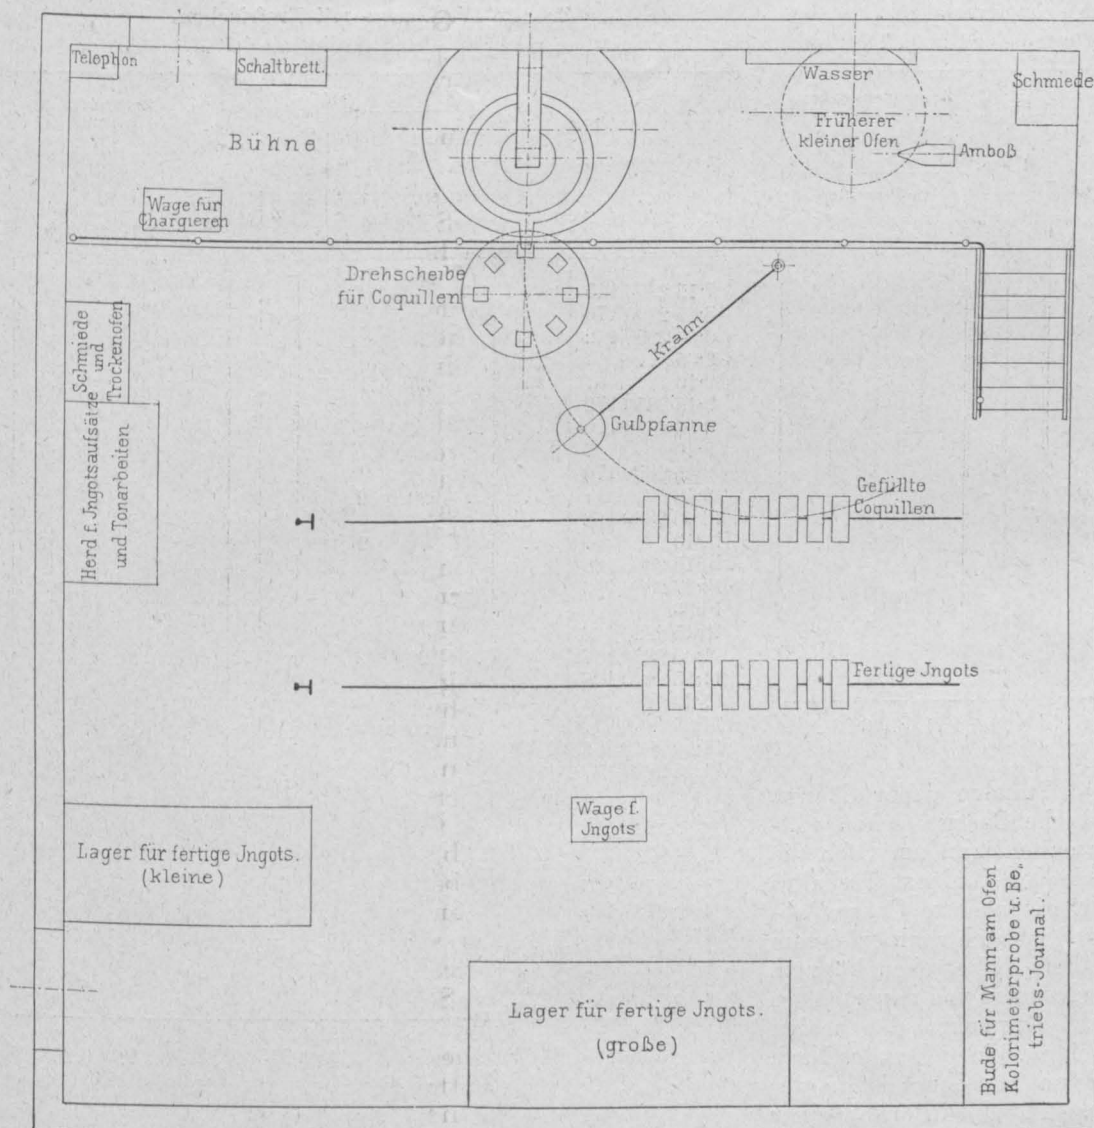 Telephon
Schaltbrett.
Wasser
Schmiede
Früherer
kleiner Ofen
Amboß
Bühne
Wage für
Chargieren
Drehscheibe
für Coquillen
Krahn
Schmiede
und
Trockenofen
Gußpfanne
Herd f. Jngotsaufsätze
und Tonarbeiten
Gefüllte
Coquillen
Fertige Jngots
Wage f.
Jngots
Lager für fertige Jngots.
(kleine)
Bude für Mann am Ofen
Kolorimeterprobe u. Be-
triebs-Journal.
Lager für fertige Jngots.
(große)